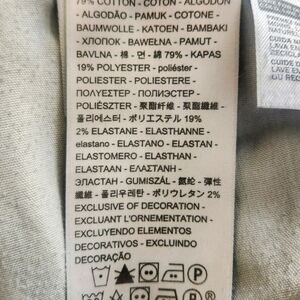 79% COTTON - COTON - ALGODÓN
- ALGODÃO - PAMUK - COTONE -
BAUMWOLLE - KATOEN - BAMBAKI
- ХЛОПОК - BAWEŁNA - PAMUT -
BAVLNA - 棉 - 면 - 綿 79% - KAPAS
19% POLYESTER - poliéster -
POLIESTER - POLIESTERE -
ПОЛИЭСТЕР -
POLIÉSZTER - 聚酯纤维 - 聚酯纖維 -
폴리에스터 - ポリエステル 19%
2% ELASTANE - ELASTHANNE -
elastano - ELASTANO - ELASTAN -
ELASTOMERO - ELASTHAN -
ELASTAAN - ΕΛΑΣΤΑΝΗ -
ЭЛАСТАН - GUMISZÁL - 氨纶 - 彈性
纖維 - 폴리우레탄 - ポリウレタン 2%
EXCLUSIVE OF DECORATION -
EXCLUANT L'ORNEMENTATION -
EXCLUYENDO ELEMENTOS
DECORATIVOS - EXCLUINDO
DECORAÇÃO
P